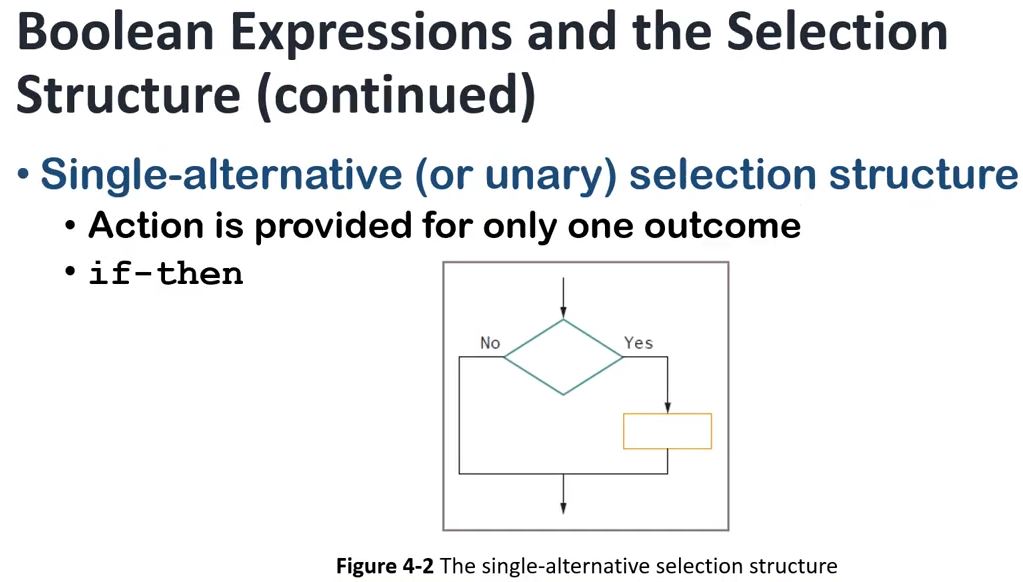 Boolean Expressions and the Selection
Structure (continued)
• Single-alternative (or unary) selection structure
• Action is provided for only one outcome
• if-then
No
Yes
Figure 4-2 The single-alternative selection structure